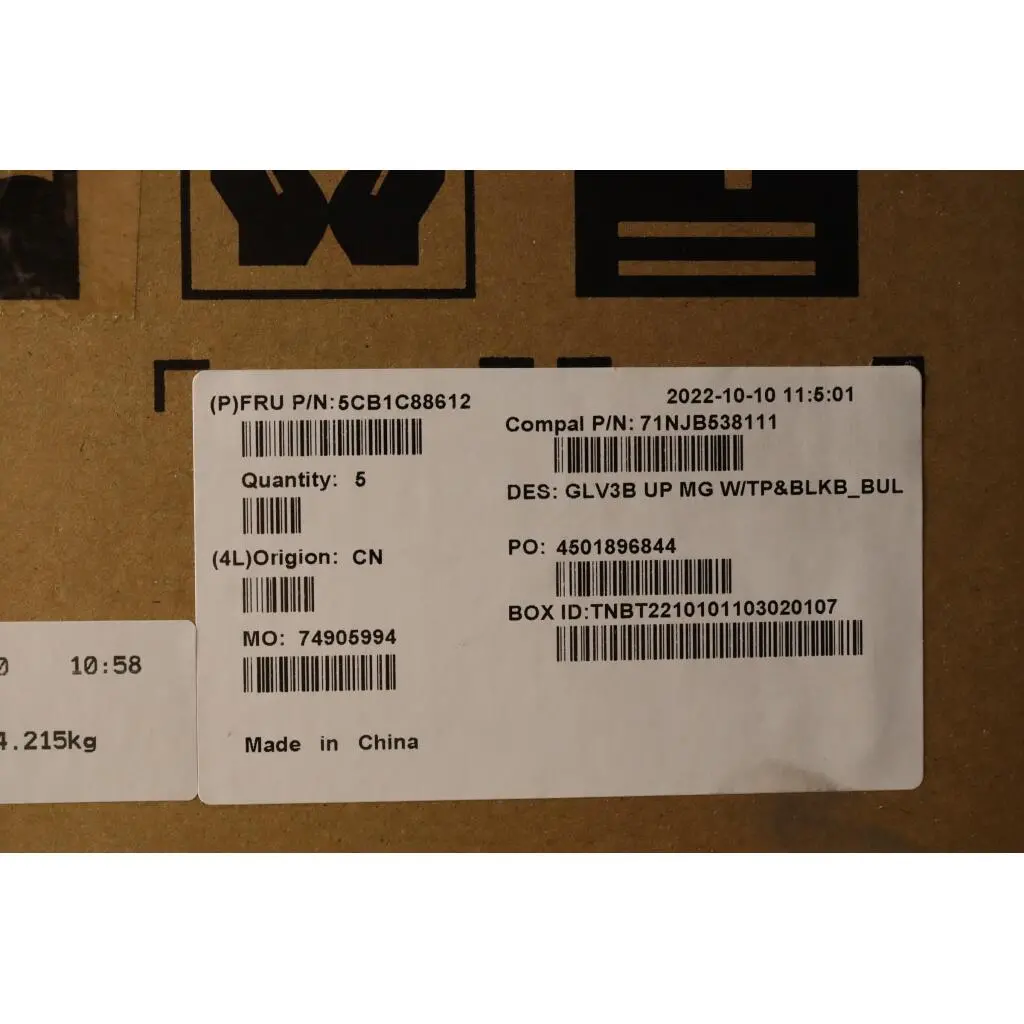 (P)FRU P/N:5CB1C88612
2022-10-10 11:5:01
Compal P/N: 71NJB538111
Quantity: 5
DES: GLV3B UP MG W/TP&BLKB_BUL
(4L)Origion: CN
PO: 4501896844
BOX ID:TNBT2210101103020107
MO: 74905994
Made in China
10:58
4.215kg